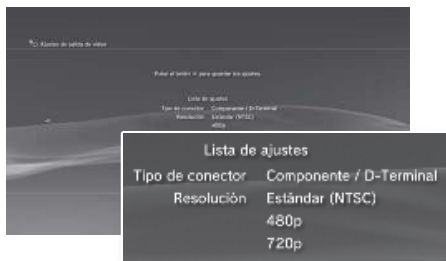 Ajustes de salida de vídeo
Pulse el botón para guardar los ajustes.
Lista de ajustes
Tipo de conector Componente / D-Terminal
Resolución Estándar (NTSC)
480p
Lista de ajustes
Tipo de conector Componente / D-Terminal
Resolución Estándar (NTSC)
480p
720p